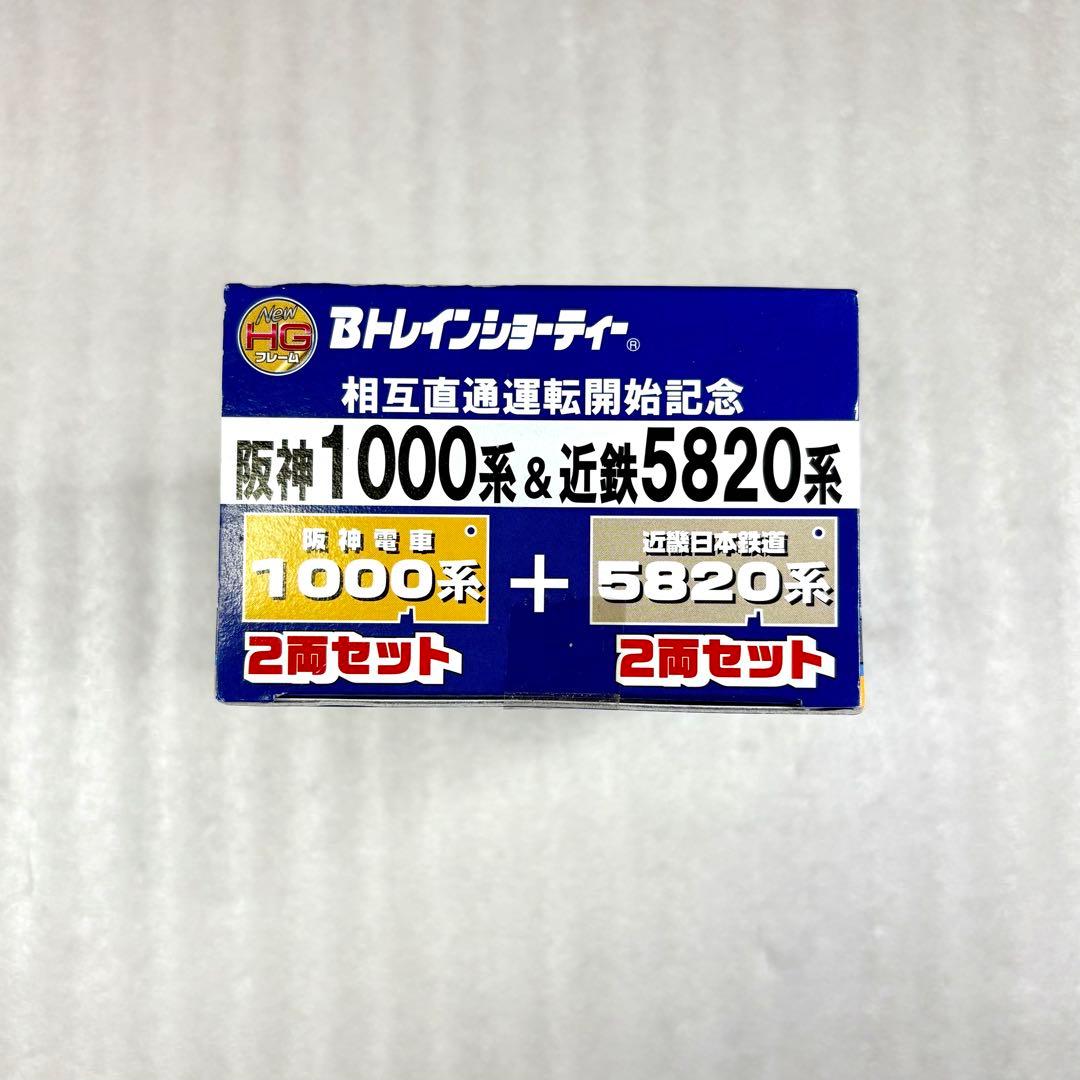 New
HG
フレーム
Bトレインショーティー®
相互直通運転開始記念
阪神1000系&近鉄5820系
阪神電車
1000系
+
近畿日本鉄道
5820系
2両セット
2両セット